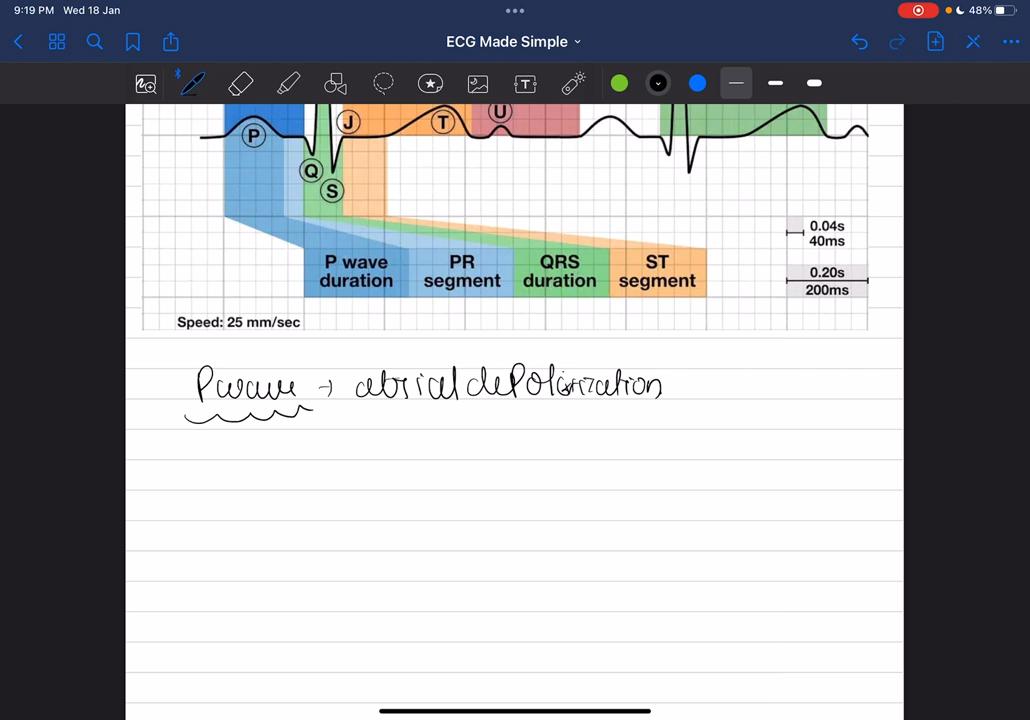 9:19 PM Wed 18 Jan
48%
ECG Made Simple
T
P
J
T
U
Q
S
0.04s
40ms
P wave duration
PR segment
QRS duration
ST segment
0.20s
200ms
Speed: 25 mm/sec
P wave → atrial depolarization